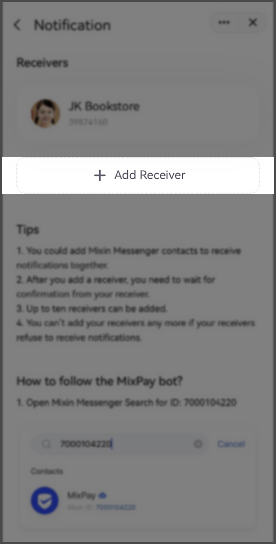 Notification
Receivers
JK Bookstore
39874160
+ Add Receiver
Tips
1. You could add Mixin Messenger contacts to receive
notifications together.
2. After you add a receiver, you need to wait for
confirmation from your receiver.
3. Up to ten receivers can be added.
4. You can't add your receivers any more if your receivers
refuse to receive notifications.
How to follow the MixPay bot?
1. Open Mixin Messenger Search for ID: 7000104220
7000104220
Cancel
Contacts
MixPay
Mixin ID: 7000104220